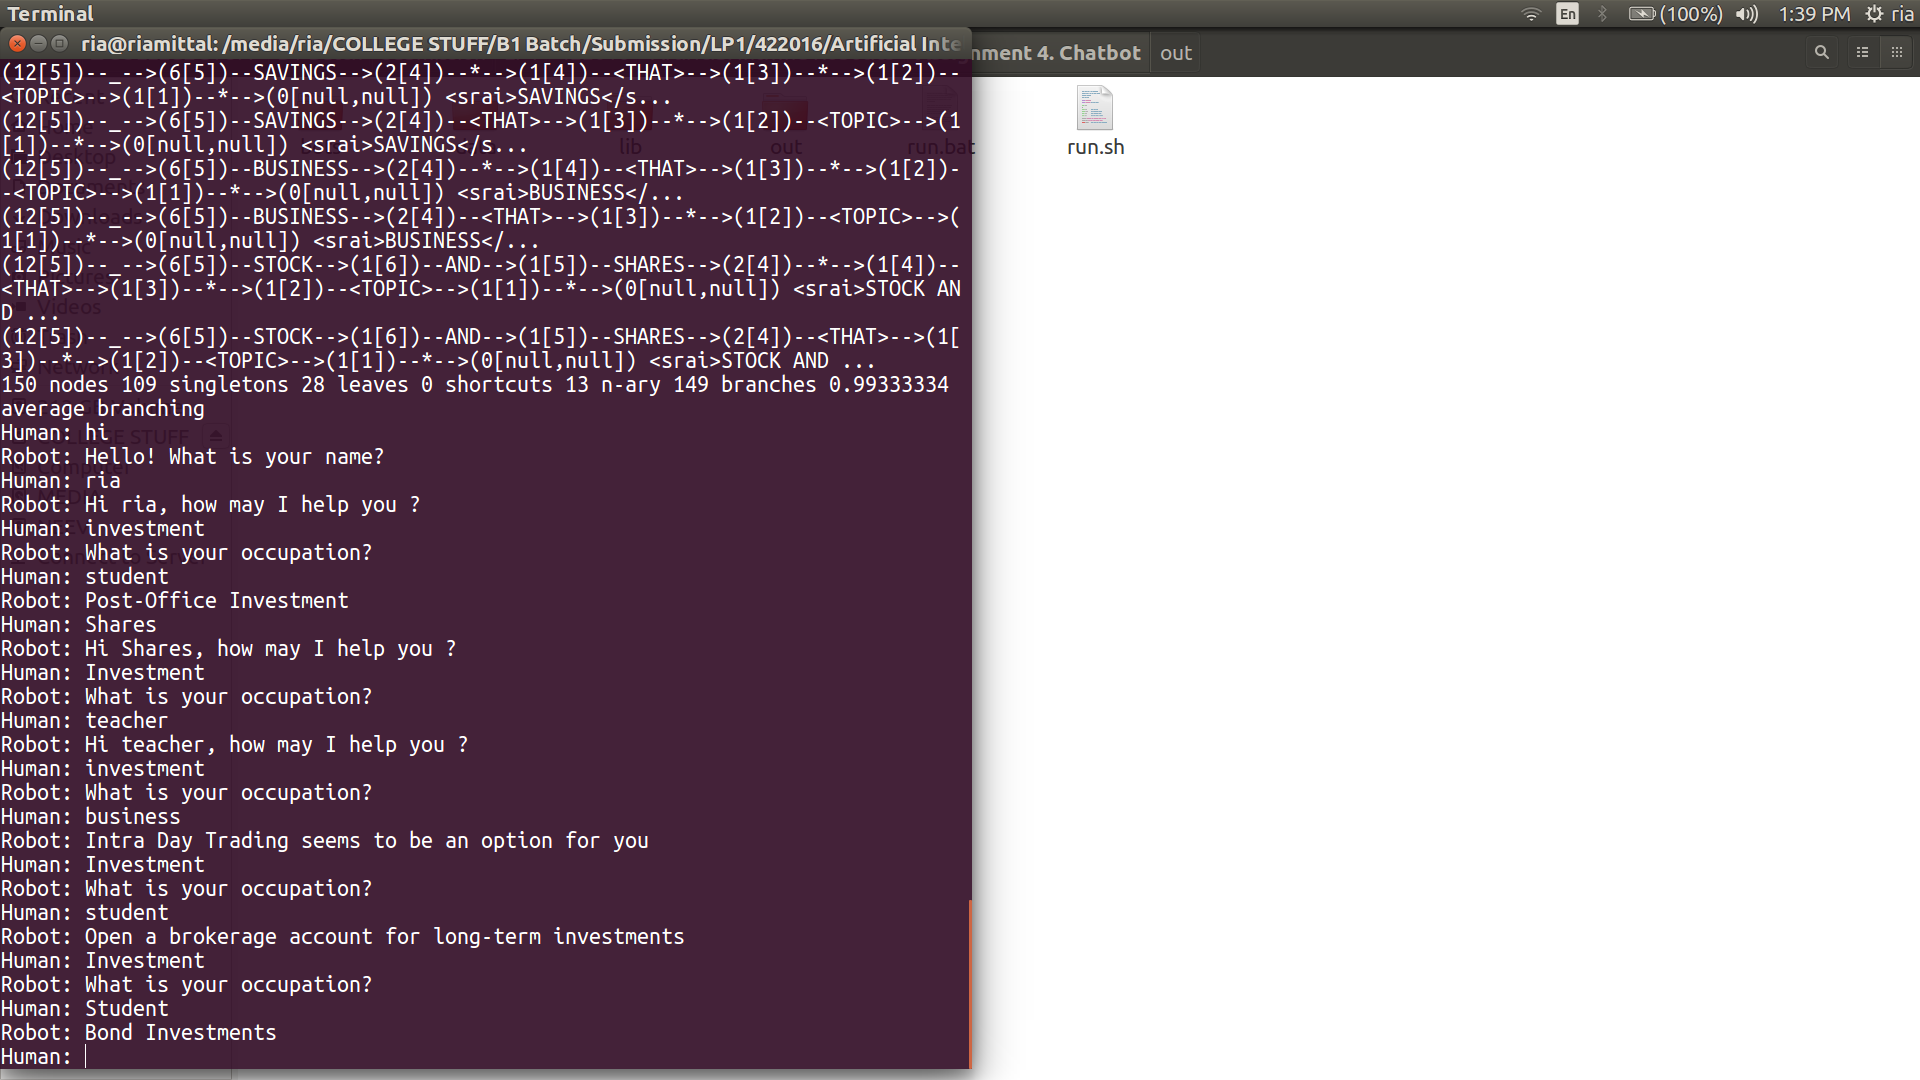 Terminal
En
(100%)
1:39 PM
ria
ria@riamittal: /media/ria/COLLEGE STUFF/B1 Batch/Submission/LP1/422016/Artificial Inte
nment 4. Chatbot
out
(12[5])--_-->(6[5])--SAVINGS-->(2[4])--*-->(1[4])--<THAT>-->(1[3])--*-->(1[2])--
<TOPIC>-->(1[1])--*-->(0[null,null]) <srai>SAVINGS</s...
(12[5])--_-->(6[5])--SAVINGS-->(2[4])--<THAT>-->(1[3])--*-->(1[2])--<TOPIC>-->(1
[1])--*-->(0[null,null]) <srai>SAVINGS</s...
(12[5])--_-->(6[5])--BUSINESS-->(2[4])--*-->(1[4])--<THAT>-->(1[3])--*-->(1[2])-
-<TOPIC>-->(1[1])--*-->(0[null,null]) <srai>BUSINESS</...
(12[5])--_-->(6[5])--BUSINESS-->(2[4])--<THAT>-->(1[3])--*-->(1[2])--<TOPIC>-->(
1[1])--*-->(0[null,null]) <srai>BUSINESS</...
(12[5])--_-->(6[5])--STOCK-->(1[6])--AND-->(1[5])--SHARES-->(2[4])--*-->(1[4])--
<THAT>-->(1[3])--*-->(1[2])--<TOPIC>-->(1[1])--*-->(0[null,null]) <srai>STOCK AN
D ...
(12[5])--_-->(6[5])--STOCK-->(1[6])--AND-->(1[5])--SHARES-->(2[4])--<THAT>-->(1[
3])--*-->(1[2])--<TOPIC>-->(1[1])--*-->(0[null,null]) <srai>STOCK AND ...
150 nodes 109 singletons 28 leaves 0 shortcuts 13 n-ary 149 branches 0.99333334
average branching
Human: hi
Robot: Hello! What is your name?
Human: ria
Robot: Hi ria, how may I help you ?
Human: investment
Robot: What is your occupation?
Human: student
Robot: Post-Office Investment
Human: Shares
Robot: Hi Shares, how may I help you ?
Human: Investment
Robot: What is your occupation?
Human: teacher
Robot: Hi teacher, how may I help you ?
Human: investment
Robot: What is your occupation?
Human: business
Robot: Intra Day Trading seems to be an option for you
Human: Investment
Robot: What is your occupation?
Human: student
Robot: Open a brokerage account for long-term investments
Human: Investment
Robot: What is your occupation?
Human: Student
Robot: Bond Investments
Human:
lib
out
run.bat
run.sh
Videos
COLLEGE STUFF
Computer